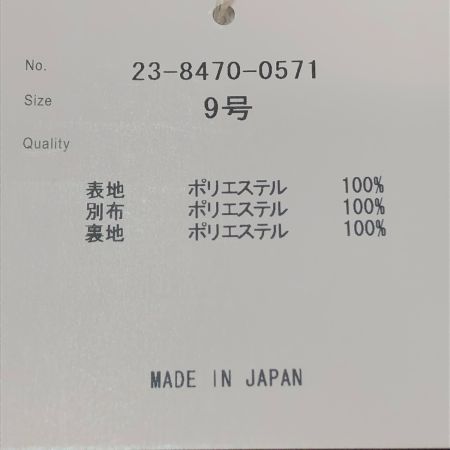 No. 23-8470-0571
Size 9号
Quality
表地 ポリエステル 100%
別布 ポリエステル 100%
裏地 ポリエステル 100%
MADE IN JAPAN